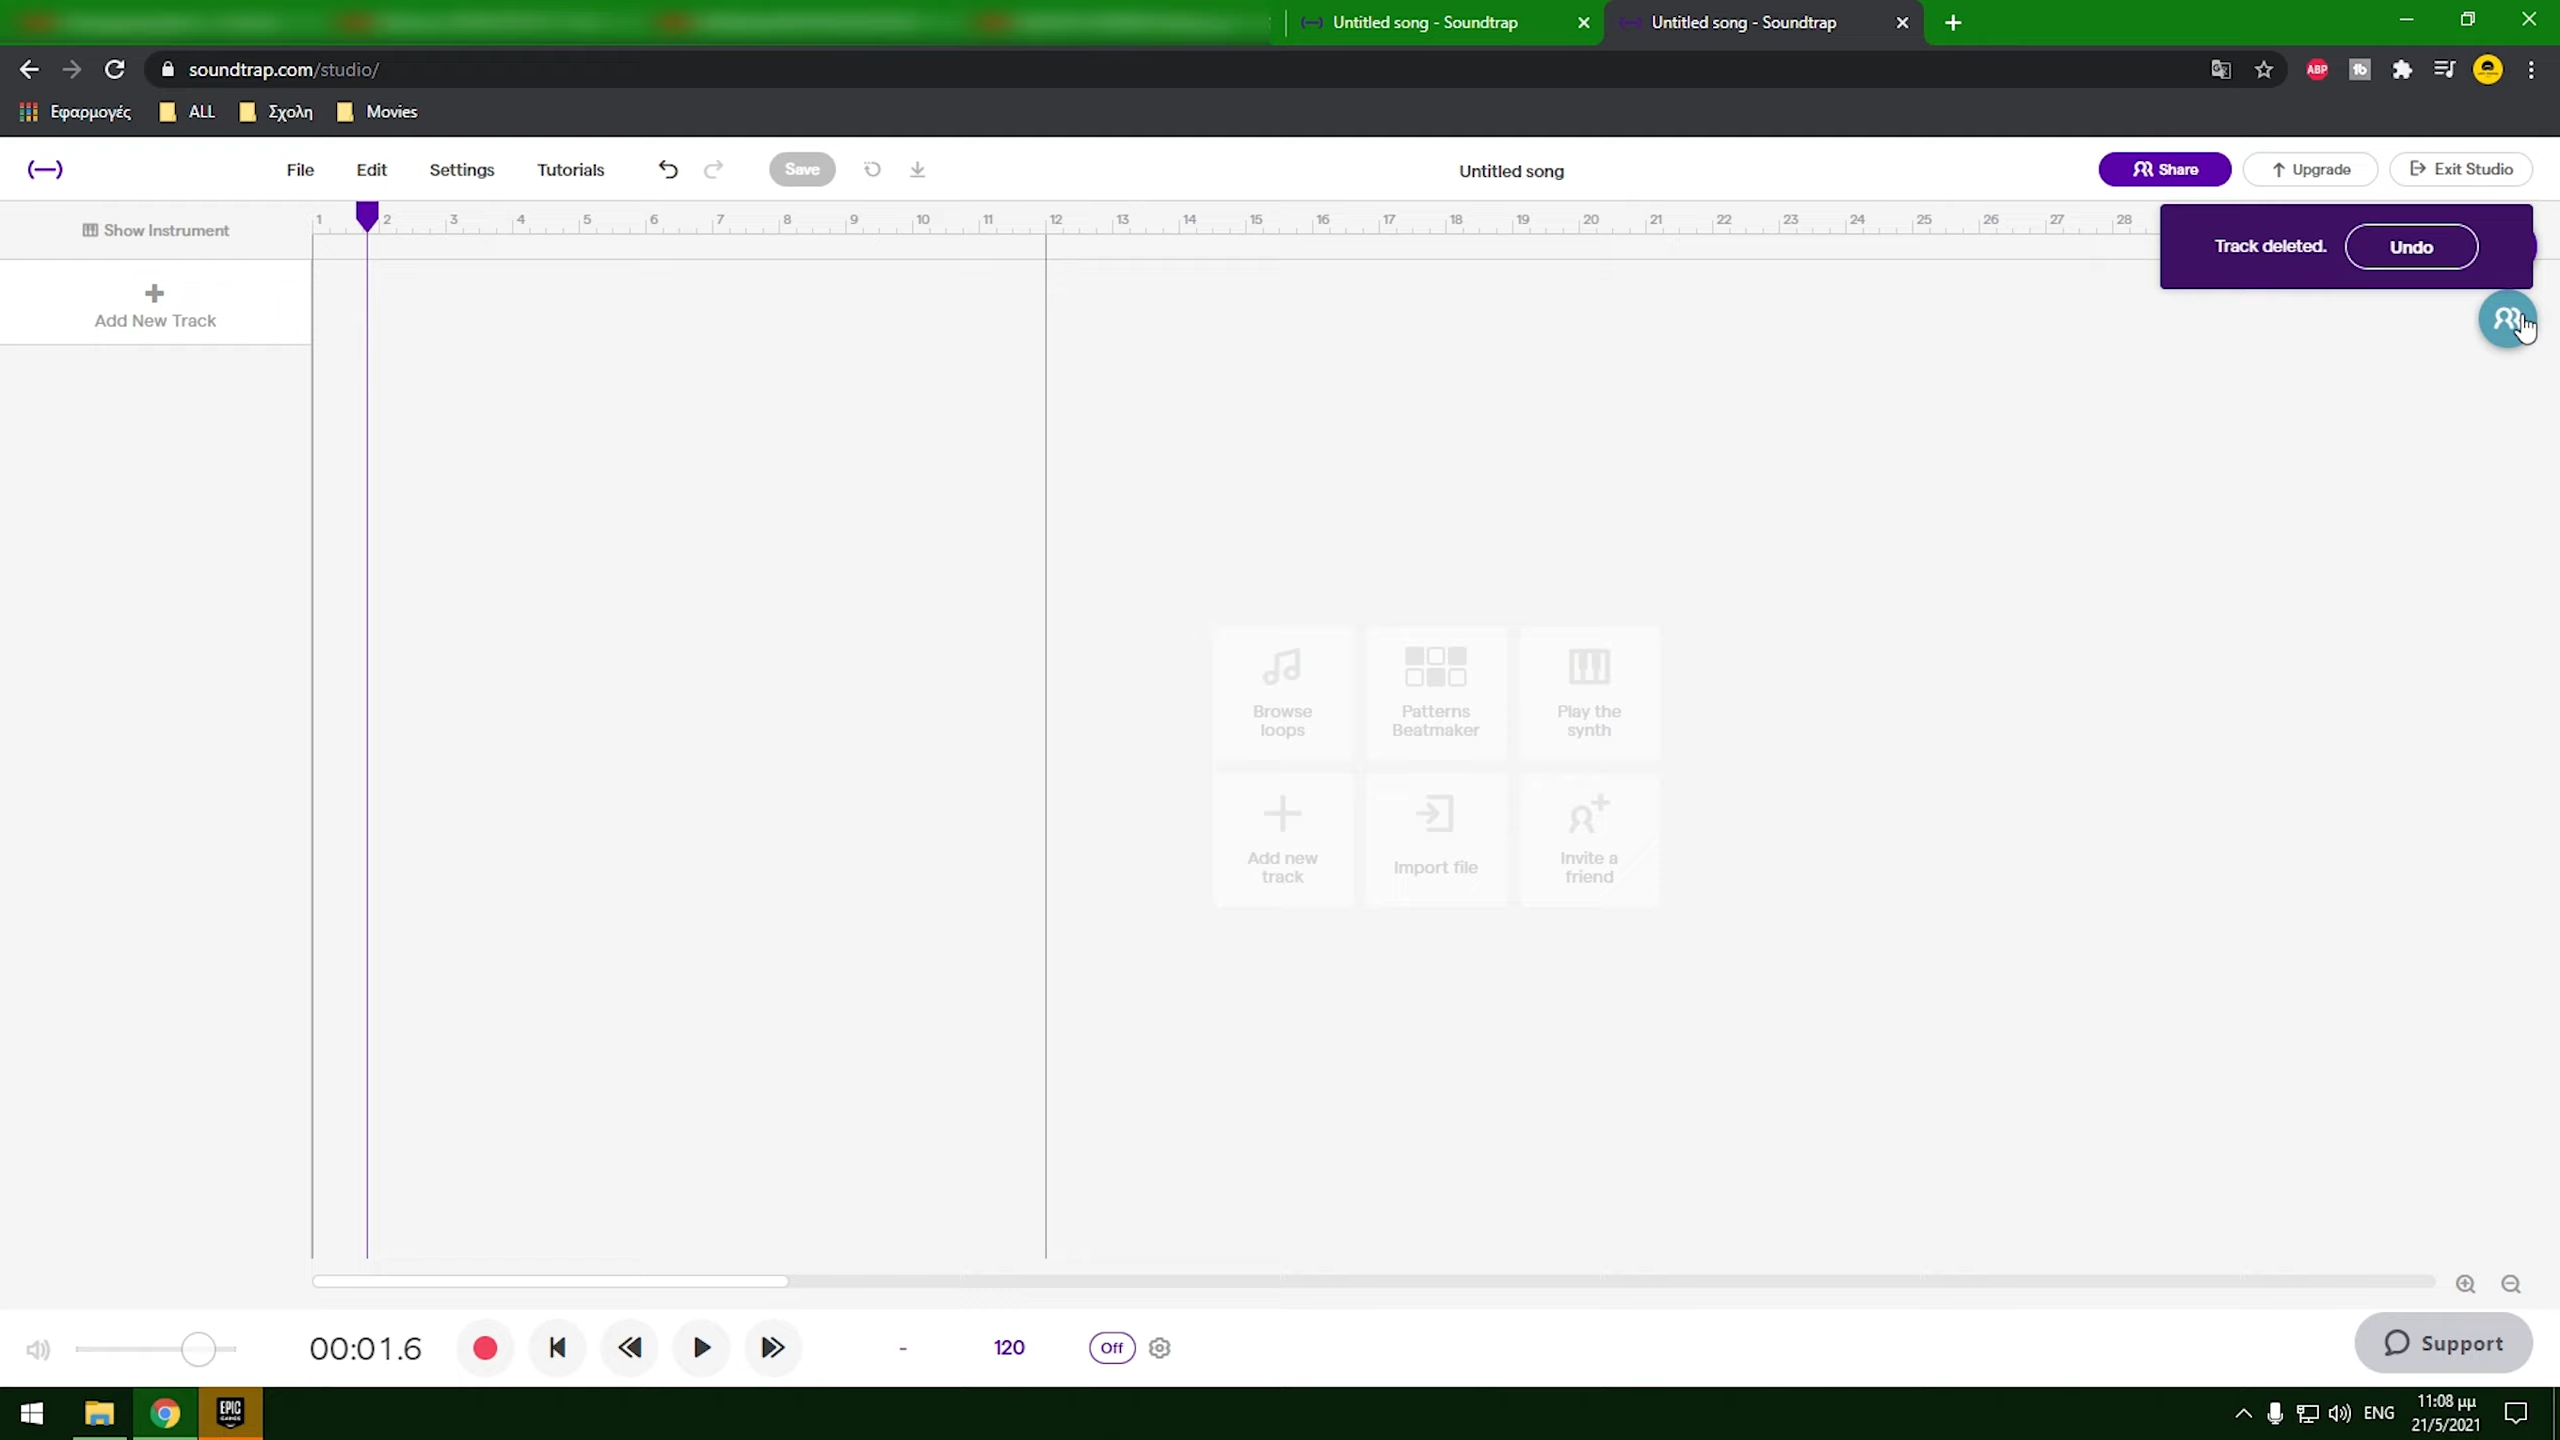 Untitled song - Soundtrap
Untitled song - Soundtrap
soundtrap.com/studio/
ABP
Εφαρμογές
ALL
Σχολη
Movies
File Edit Settings Tutorials Save
Untitled song
Share
Upgrade
Exit Studio
Show Instrument
1 2 3 4 5 6 7 8 9 10 11 12 13 14 15 16 17 18 19 20 21 22 23 24 25 26 27 28
Track deleted. Undo
Add New Track
Browse
loops
Patterns
Beatmaker
Play the
synth
Add new
track
Import file
Invite a
friend
00:01.6
-
120
Off
Support
EPIC
GAMES
ENG
11:08 μμ
21/5/2021